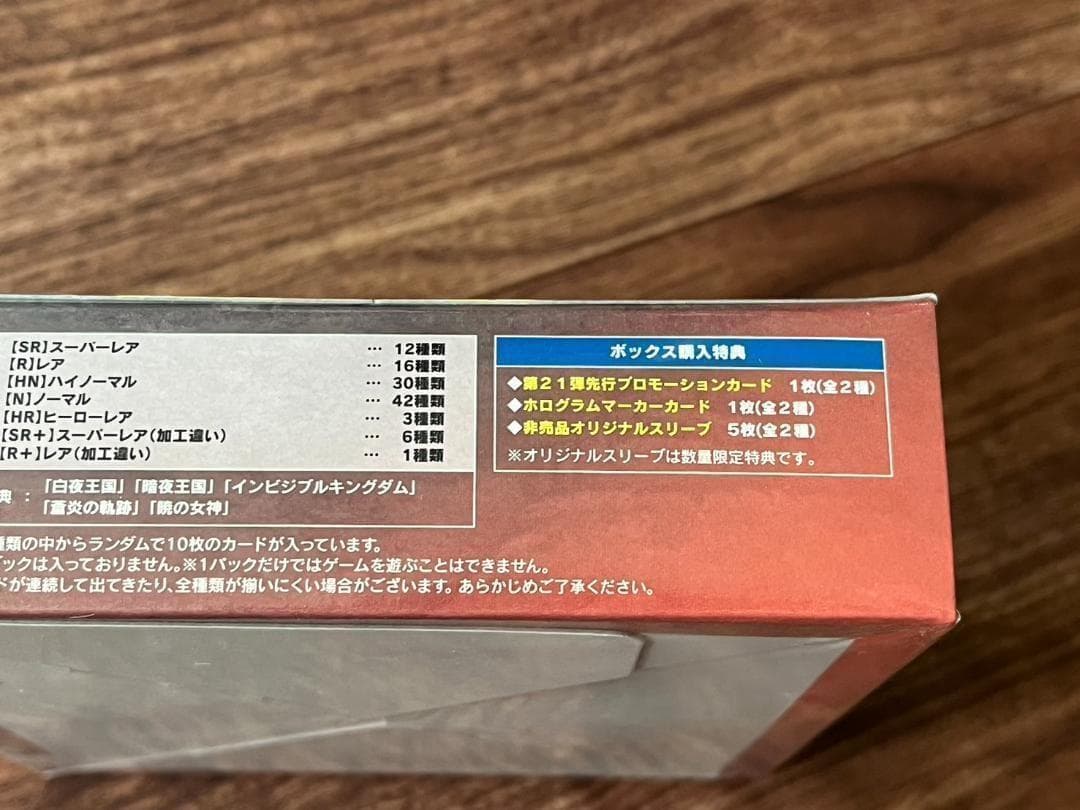 【SR】スーパーレア … 12種類
【R】レア … 16種類
【HN】ハイノーマル … 30種類
【N】ノーマル … 42種類
【HR】ヒーローレア … 3種類
【SR+】スーパーレア(加工違い) … 6種類
【R+】レア(加工違い) … 1種類
典 : 「白夜王国」「暗夜王国」「インビジブルキングダム」
「蒼炎の軌跡」「暁の女神」
種類の中からランダムで10枚のカードが入っています。
ックは入っておりません。※1パックだけではゲームを遊ぶことはできません。
ドが連続して出てきたり、全種類が揃いにくい場合がございます。あらかじめご了承ください。
ボックス購入特典
◆第21弾先行プロモーションカード 1枚(全2種)
◆ホログラムマーカーカード 1枚(全2種)
◆非売品オリジナルスリーブ 5枚(全2種)
※オリジナルスリーブは数量限定特典です。